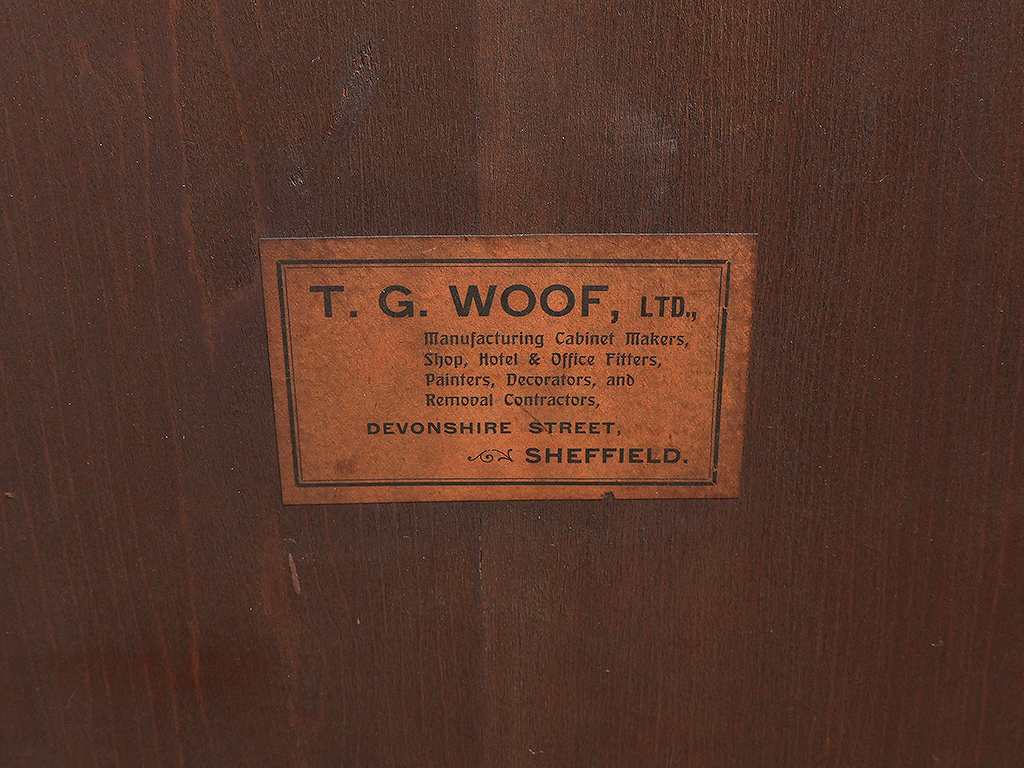 T. G. WOOF, LTD.,
Manufacturing Cabinet Makers,
Shop, Hotel & Office Fitters,
Painters, Decorators, and
Removal Contractors,
DEVONSHIRE STREET,
SHEFFIELD.